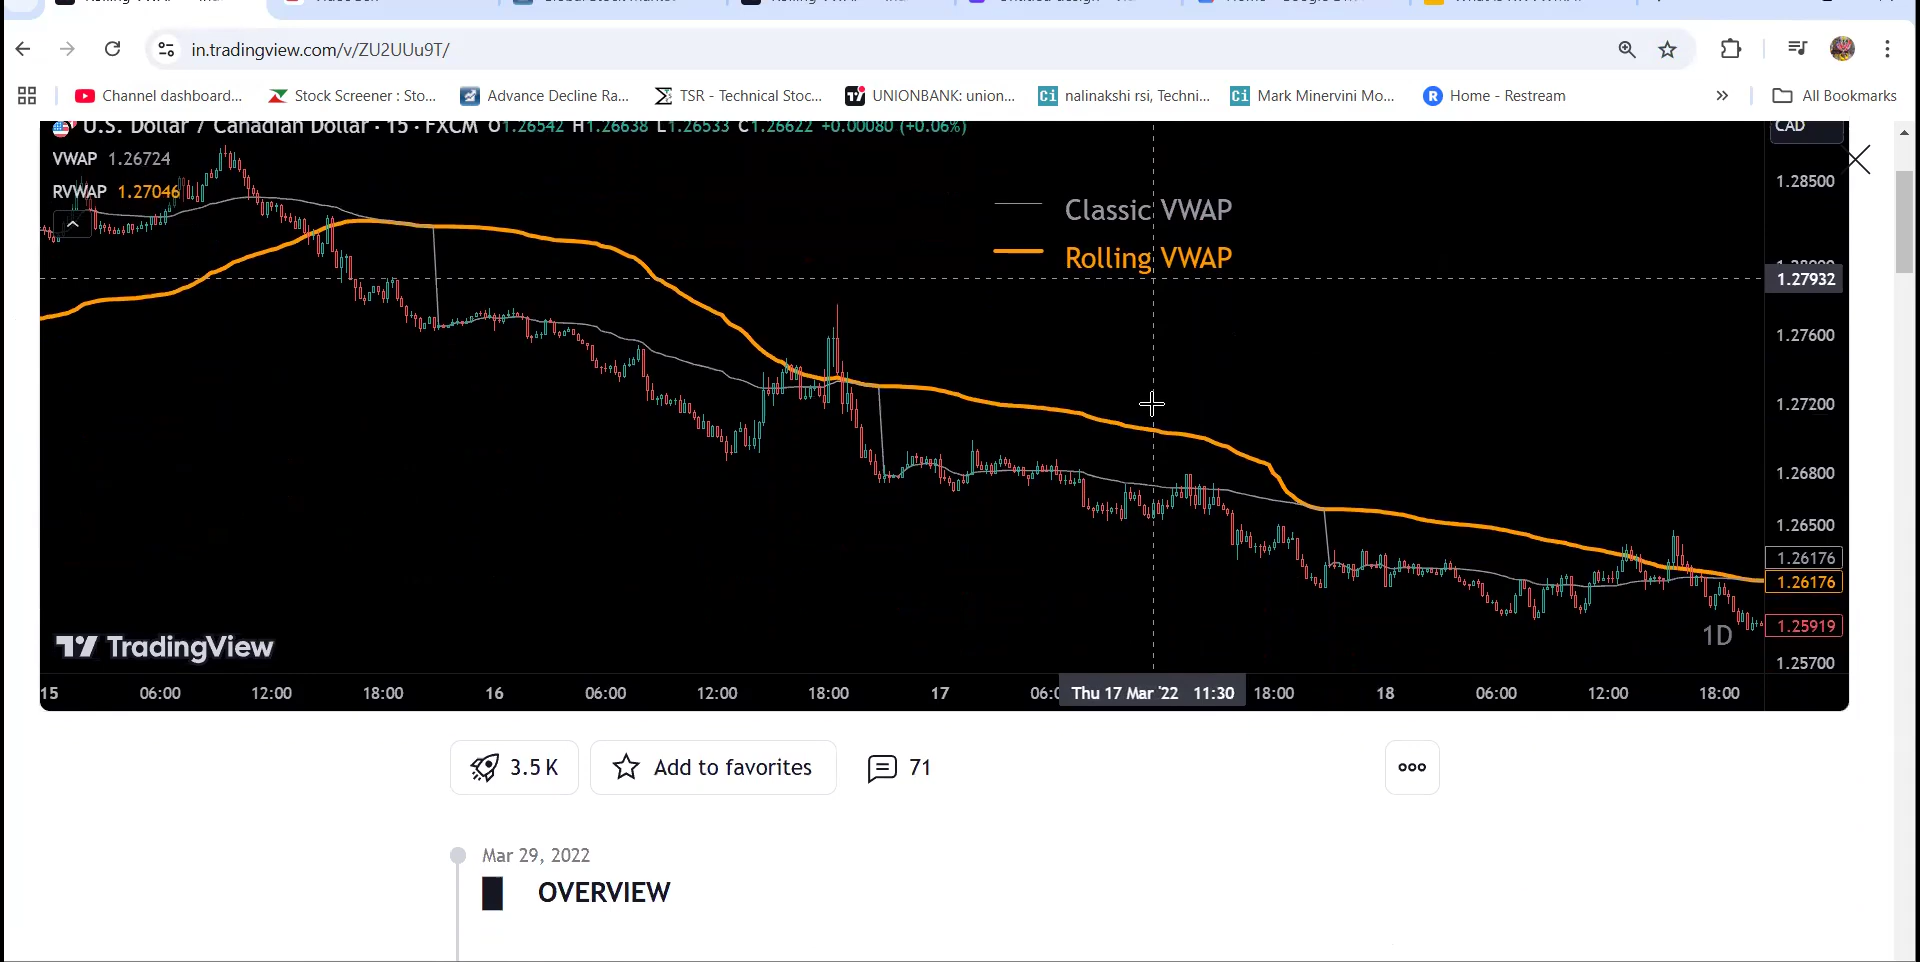 in.tradingview.com/v/ZU2UUu9T/
Channel dashboard... Stock Screener : Sto... Advance Decline Ra... TSR - Technical Stoc... UNIONBANK: union... nalinakshi rsi, Techni... Mark Minervini Mo... Home - Restream » All Bookmarks
U.S. Dollar / Canadian Dollar · 15 · FXCM O1.26542 H1.26638 L1.26533 C1.26622 +0.00080 (+0.06%)
CAD
VWAP 1.26724
RVWAP 1.27046
1.28500
Classic VWAP
Rolling VWAP
1.27932
1.27600
1.27200
1.26800
1.26500
1.26176
1.26176
1.25919
1D
1.25700
TradingView
15 06:00 12:00 18:00 16 06:00 12:00 18:00 17 Thu 17 Mar '22 11:30 18:00 18 06:00 12:00 18:00
3.5 K Add to favorites 71
Mar 29, 2022
OVERVIEW